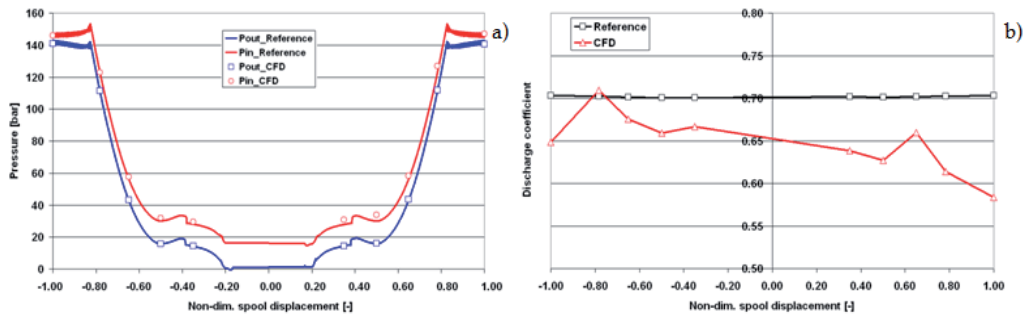 a)
160
140
120
100
80
60
40
20
0
Pressure [bar]
Pout_Reference
Pin_Reference
Pout_CFD
Pin_CFD
-1.00 -0.80 -0.60 -0.40 -0.20 0.00 0.20 0.40 0.60 0.80 1.00
Non-dim. spool displacement [-]
b)
0.80
0.75
0.70
0.65
0.60
0.55
0.50
Discharge coefficient
Reference
CFD
-1.00 -0.80 -0.60 -0.40 -0.20 0.00 0.20 0.40 0.60 0.80 1.00
Non-dim. spool displacement [-]